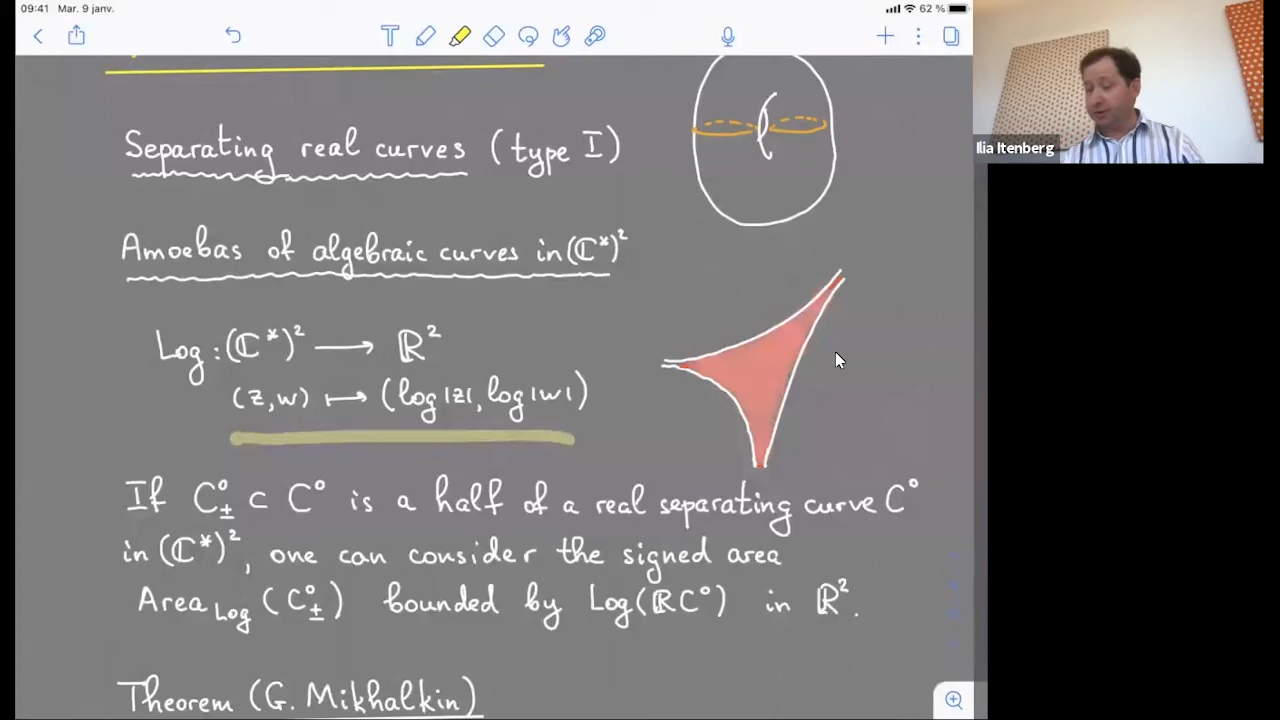 09:41 Mar. 9 janv.
62 %
T
Separating real curves (type I)
Amoebas of algebraic curves in (ℂ*)²
Log : (ℂ*)² ⟶ ℝ²
(z,w) ⟼ (log|z|, log|w|)
If C°± ⊂ C° is a half of a real separating curve C°
in (ℂ*)², one can consider the signed area
Area Log (C°±) bounded by Log(ℝC°) in ℝ².
Theorem (G. Mikhalkin)
Ilia Itenberg